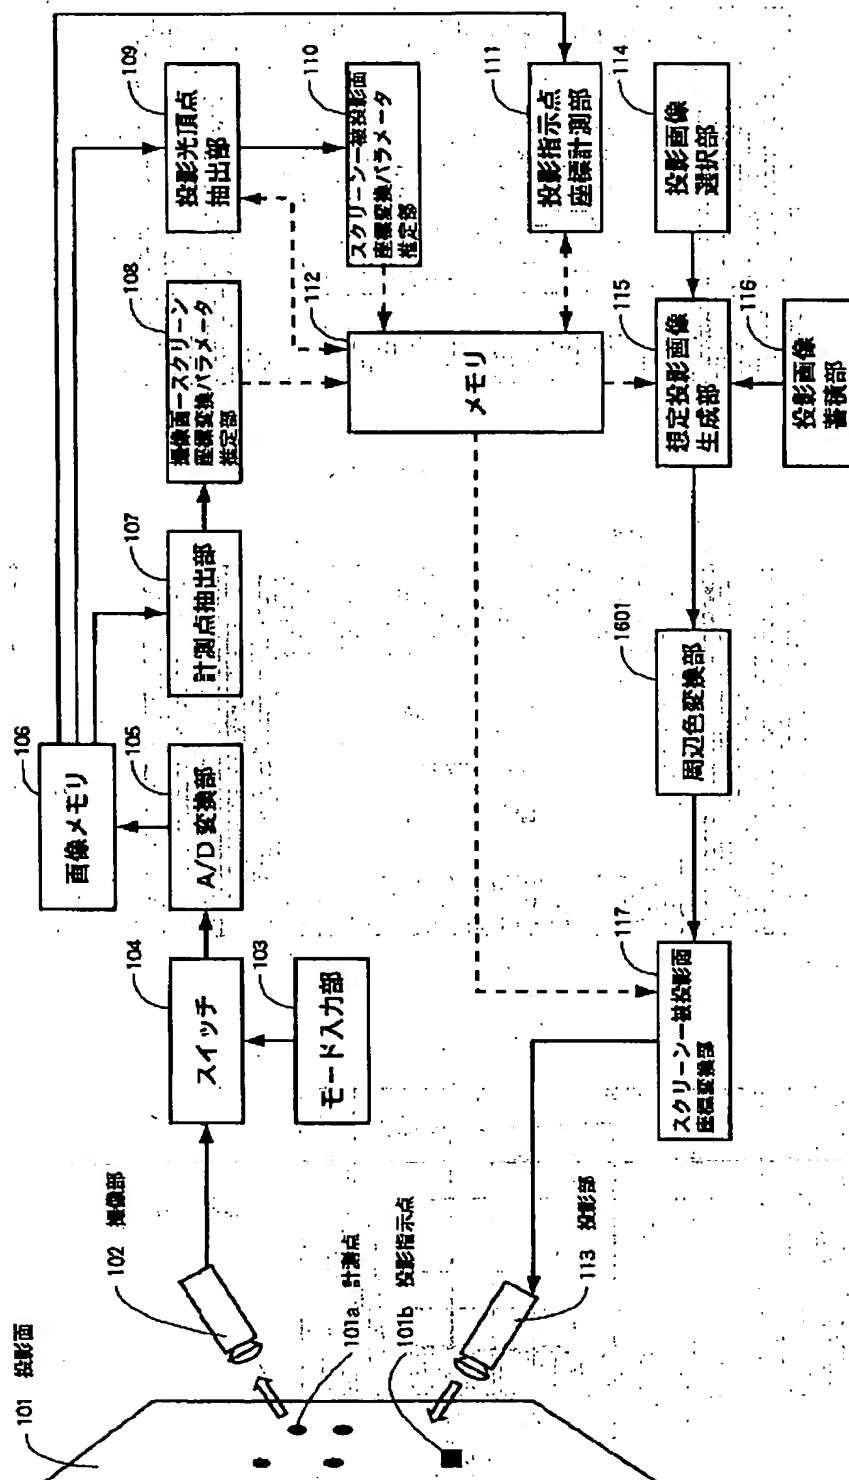 101 投影面
102 撮像部
101a 計測点
101b 投影指示点
113 投影部
104
スイッチ
103
モード入力部
105
A/D 変換部
106
画像メモリ
107
計測点抽出部
108
撮像面ースクリーン
座標変換パラメータ
推定部
109
投影光頂点
抽出部
110
スクリーンー被投影面
座標変換パラメータ
推定部
111
投影指示点
座標計測部
112
メモリ
114
投影画像
選択部
115
想定投影画像
生成部
116
投影画像
蓄積部
1601
周辺色変換部
117
スクリーンー被投影面
座標変換部